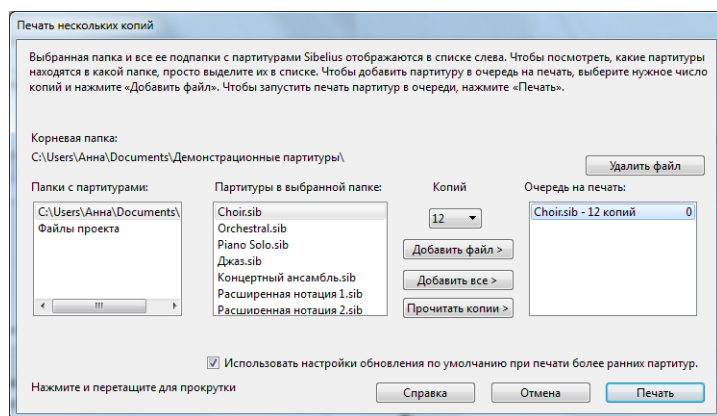 Печать нескольких копий
Выбранная папка и все ее подпапки с партитурами Sibelius отображаются в списке слева. Чтобы посмотреть, какие партитуры
находятся в какой папке, просто выделите их в списке. Чтобы добавить партитуру в очередь на печать, выберите нужное число
копий и нажмите «Добавить файл». Чтобы запустить печать партитур в очереди, нажмите «Печать».
Корневая папка:
C:\Users\Анна\Documents\Демонстрационные партитуры\
Удалить файл
Папки с партитурами:
Партитуры в выбранной папке:
Копий
Очередь на печать:
C:\Users\Анна\Documents\
Файлы проекта
Choir.sib
Orchestral.sib
Piano Solo.sib
Джаз.sib
Концертный ансамбль.sib
Расширенная нотация 1.sib
Расширенная нотация 2.sib
12
Добавить файл >
Добавить все >
Прочитать копии >
Choir.sib - 12 копий 0
Использовать настройки обновления по умолчанию при печати более ранних партитур.
Нажмите и перетащите для прокрутки
Справка
Отмена
Печать